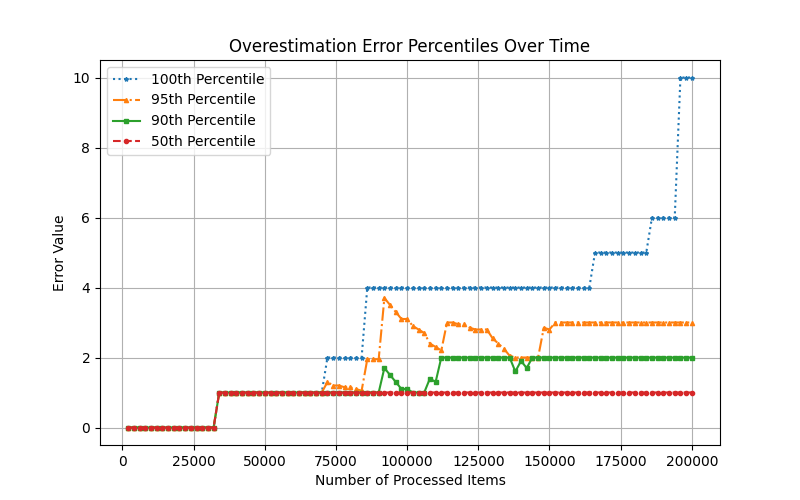 Overestimation Error Percentiles Over Time
100th Percentile
95th Percentile
90th Percentile
50th Percentile
10
8
6
4
2
0
Error Value
0 25000 50000 75000 100000 125000 150000 175000 200000
Number of Processed Items